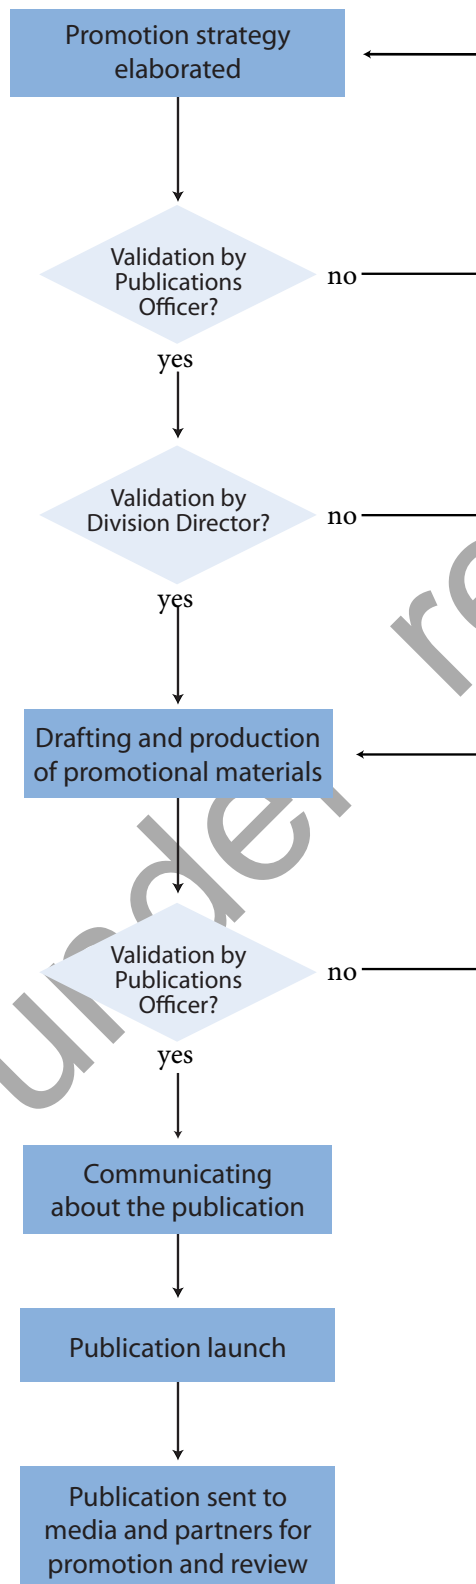 Promotion strategy
elaborated
Validation by
Publications
Officer?
no
yes
Validation by
Division Director?
no
yes
Drafting and production
of promotional materials
Validation by
Publications
Officer?
no
yes
Communicating
about the publication
Publication launch
Publication sent to
media and partners for
promotion and review
under re